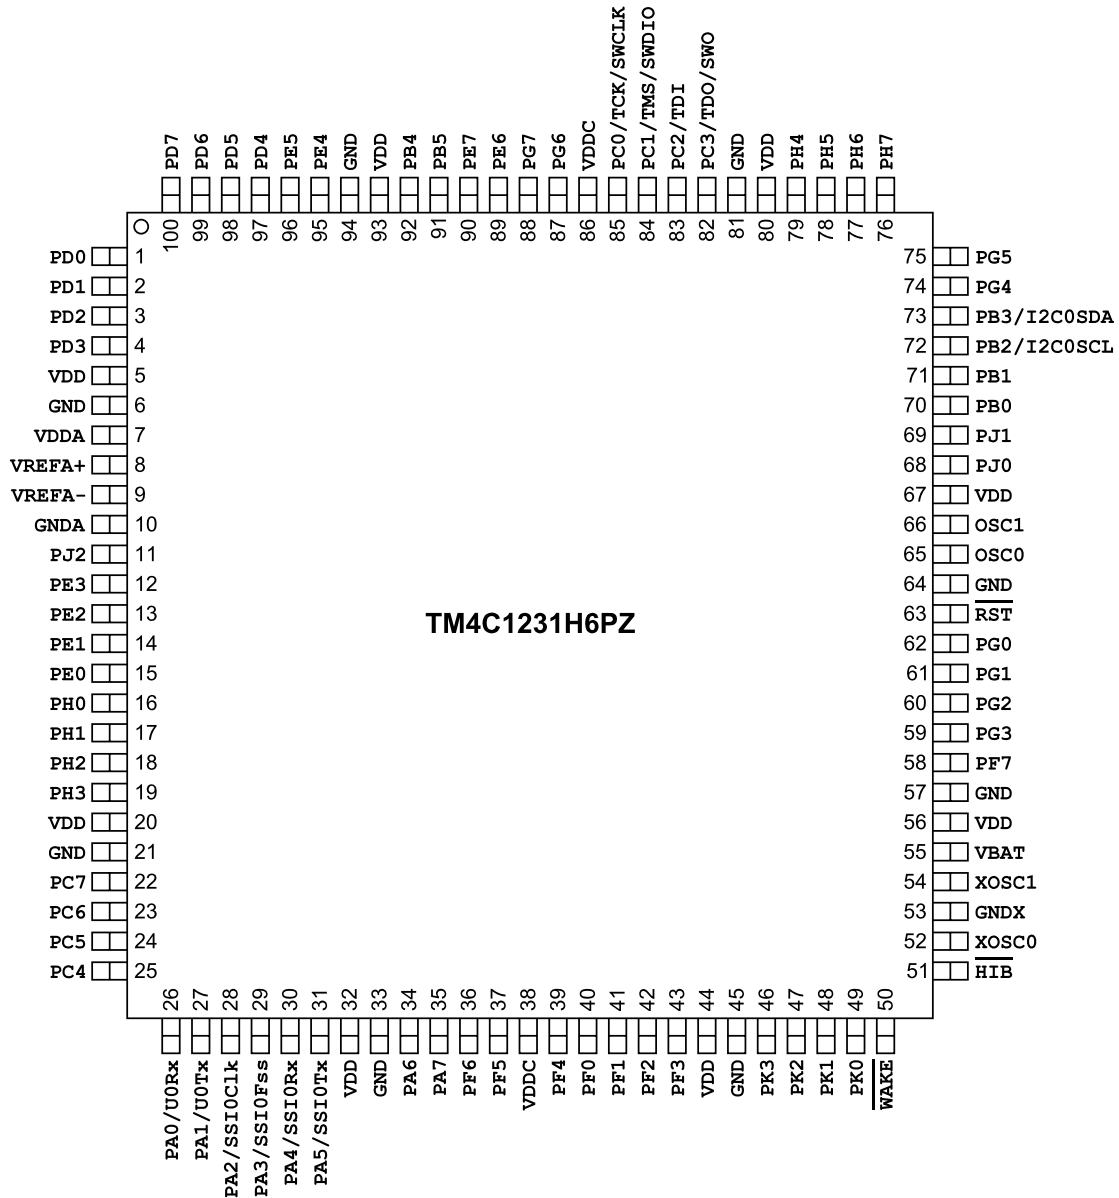 PC0/TCK/SWCLK
PC1/TMS/SWDIO
PC2/TDI
PC3/TDO/SWO
PD7
PD6
PD5
PD4
PE5
PE4
GND
VDD
PB4
PB5
PE7
PE6
PG7
PG6
VDDC
GND
VDD
PH4
PH5
PH6
PH7
100
99
98
97
96
95
94
93
92
91
90
89
88
87
86
85
84
83
82
81
80
79
78
77
76
PD0 1 75 PG5
PD1 2 74 PG4
PD2 3 73 PB3/I2C0SDA
PD3 4 72 PB2/I2C0SCL
VDD 5 71 PB1
GND 6 70 PB0
VDDA 7 69 PJ1
VREFA+ 8 68 PJ0
VREFA- 9 67 VDD
GNDA 10 66 OSC1
PJ2 11 65 OSC0
PE3 12 64 GND
PE2 13 63 RST
TM4C1231H6PZ
PE1 14 62 PG0
PE0 15 61 PG1
PH0 16 60 PG2
PH1 17 59 PG3
PH2 18 58 PF7
PH3 19 57 GND
VDD 20 56 VDD
GND 21 55 VBAT
PC7 22 54 XOSC1
PC6 23 53 GNDX
PC5 24 52 XOSC0
PC4 25 51 HIB
26
27
28
29
30
31
32
33
34
35
36
37
38
39
40
41
42
43
44
45
46
47
48
49
50
PA0/U0Rx
PA1/U0Tx
PA2/SSI0Clk
PA3/SSI0Fss
PA4/SSI0Rx
PA5/SSI0Tx
VDD
GND
PA6
PA7
PF6
PF5
VDDC
PF4
PF0
PF1
PF2
PF3
VDD
GND
PK3
PK2
PK1
PK0
WAKE